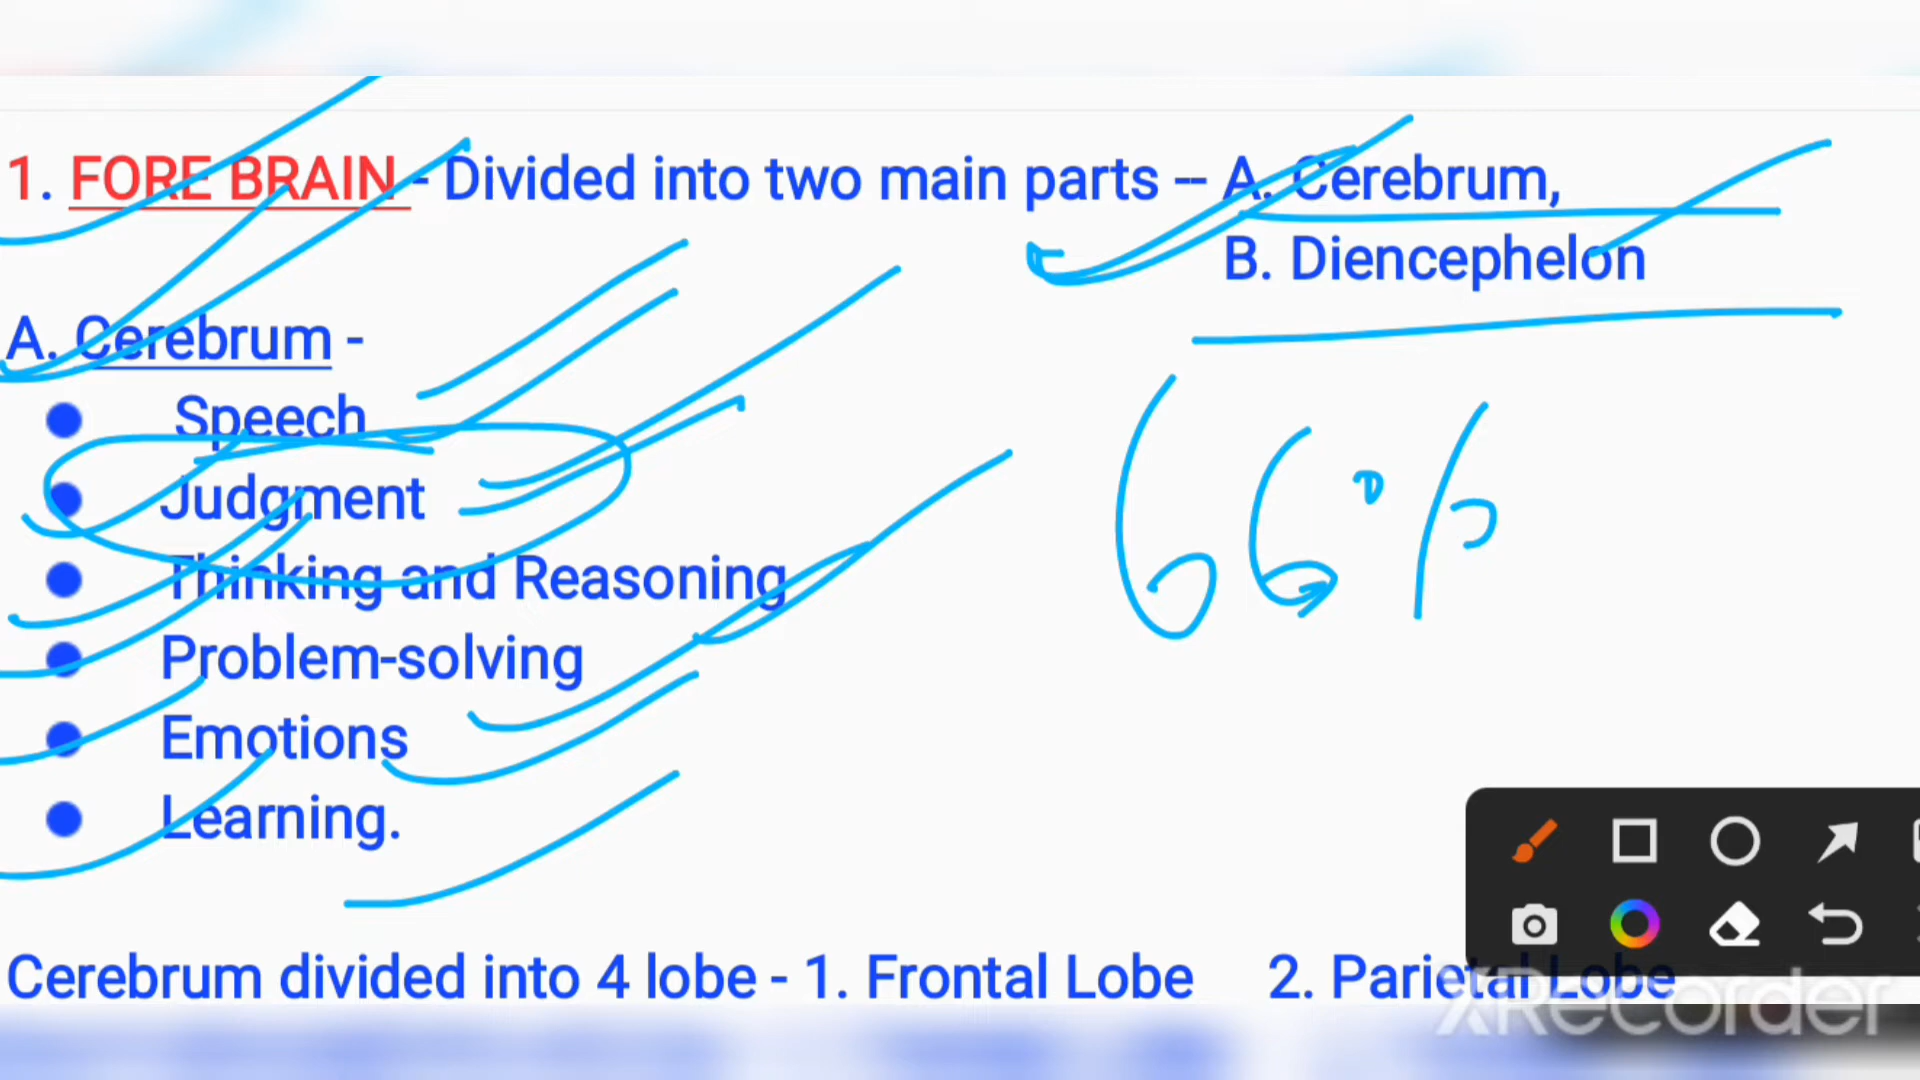 1. FORE BRAIN - Divided into two main parts -- A. Cerebrum,
B. Diencephelon
A. Cerebrum -
Speech
Judgment
Thinking and Reasoning
Problem-solving
Emotions
Learning.
66%
Cerebrum divided into 4 lobe - 1. Frontal Lobe 2. Parietal Lobe
XRecorder